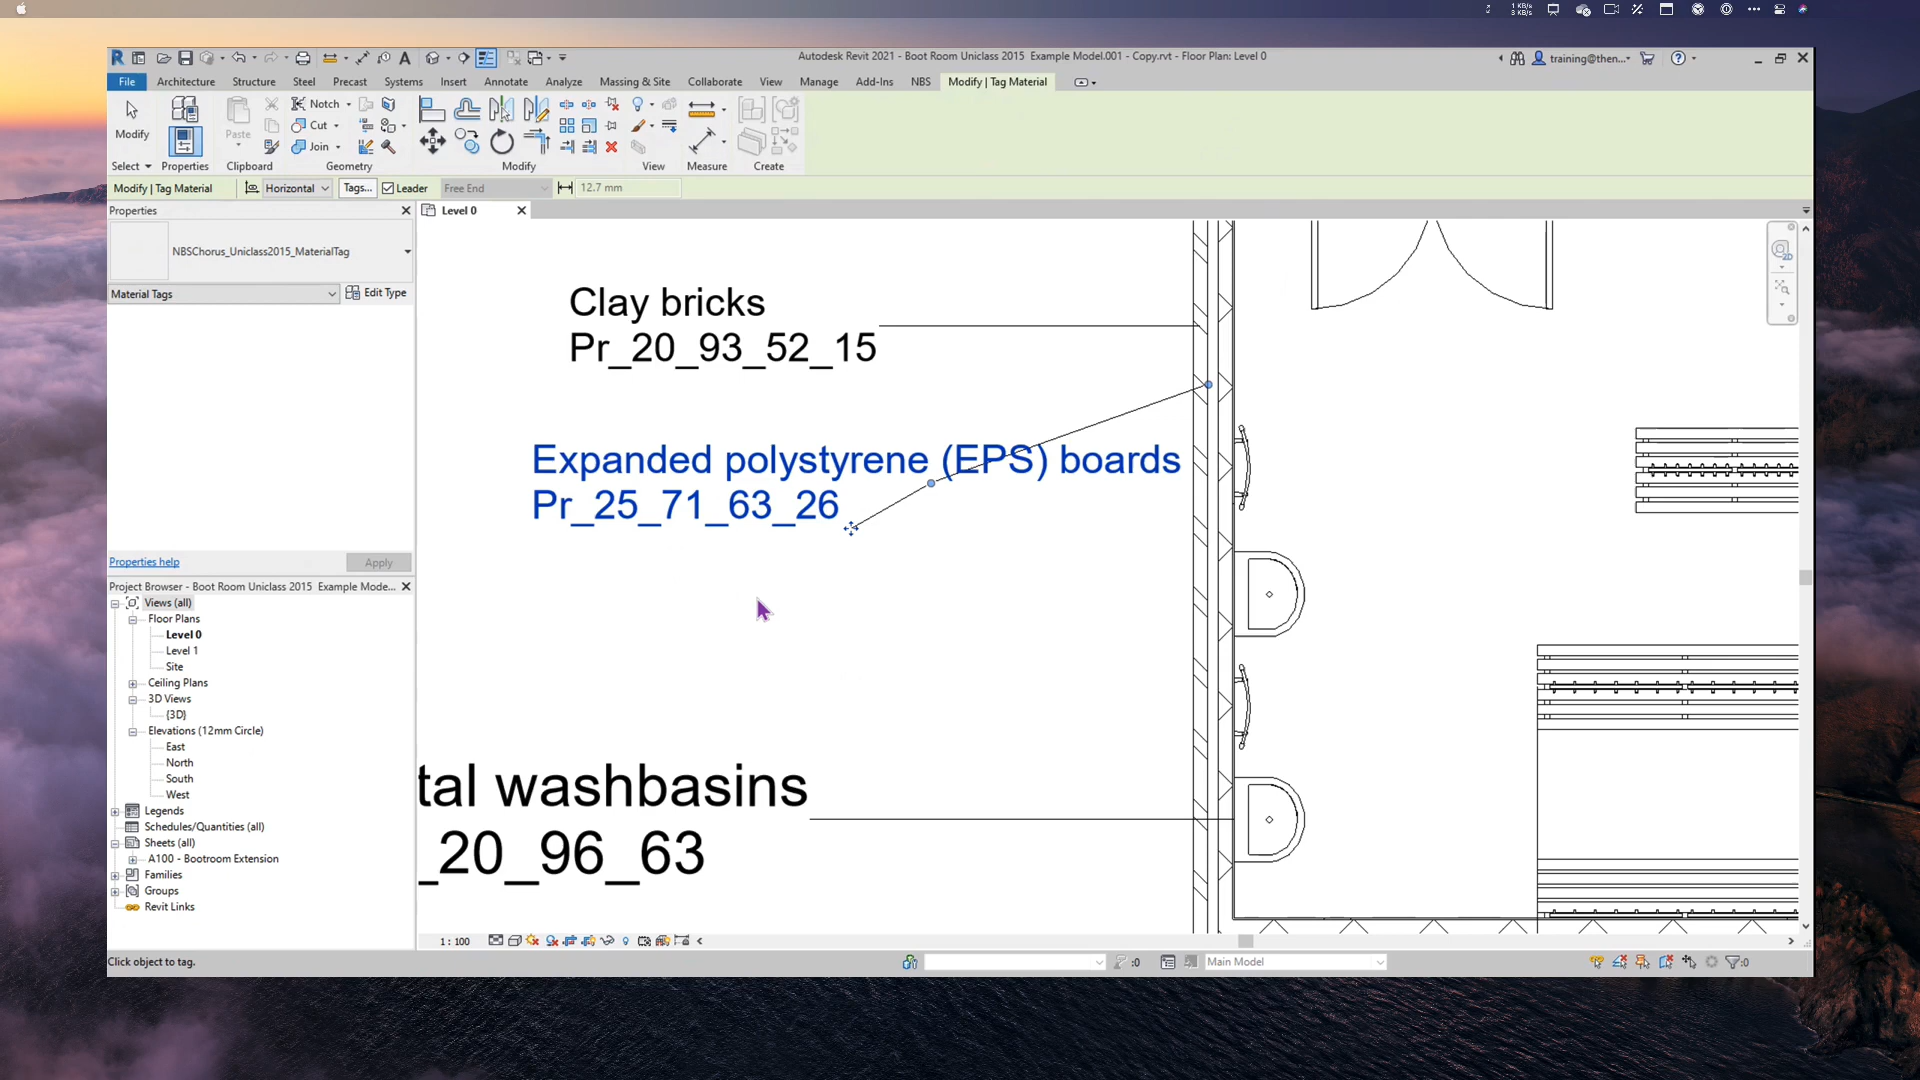 1 KB/s
3 KB/s
Autodesk Revit 2021 - Boot Room Uniclass 2015 Example Model.001 - Copy.rvt - Floor Plan: Level 0
training@then...
File Architecture Structure Steel Precast Systems Insert Annotate Analyze Massing & Site Collaborate View Manage Add-Ins NBS Modify | Tag Material
Modify
Paste
Notch
Cut
Join
Select Properties Clipboard Geometry Modify View Measure Create
Modify | Tag Material Horizontal Tags... Leader Free End 12.7 mm
Properties
Level 0
NBSChorus_Uniclass2015_MaterialTag
Material Tags
Edit Type
Properties help
Apply
Project Browser - Boot Room Uniclass 2015 Example Mode...
Views (all)
Floor Plans
Level 0
Level 1
Site
Ceiling Plans
3D Views
{3D}
Elevations (12mm Circle)
East
North
South
West
Legends
Schedules/Quantities (all)
Sheets (all)
A100 - Bootroom Extension
Families
Groups
Revit Links
Clay bricks
Pr_20_93_52_15
Expanded polystyrene (EPS) boards
Pr_25_71_63_26
tal washbasins
_20_96_63
2D
1 : 100
Click object to tag.
:0
Main Model
:0